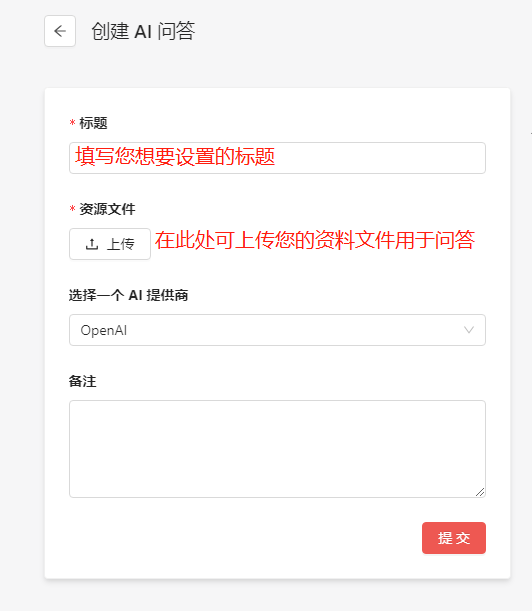 创建 AI 问答
* 标题
填写您想要设置的标题
* 资源文件
上传 在此处可上传您的资料文件用于问答
选择一个 AI 提供商
OpenAI
备注
提 交